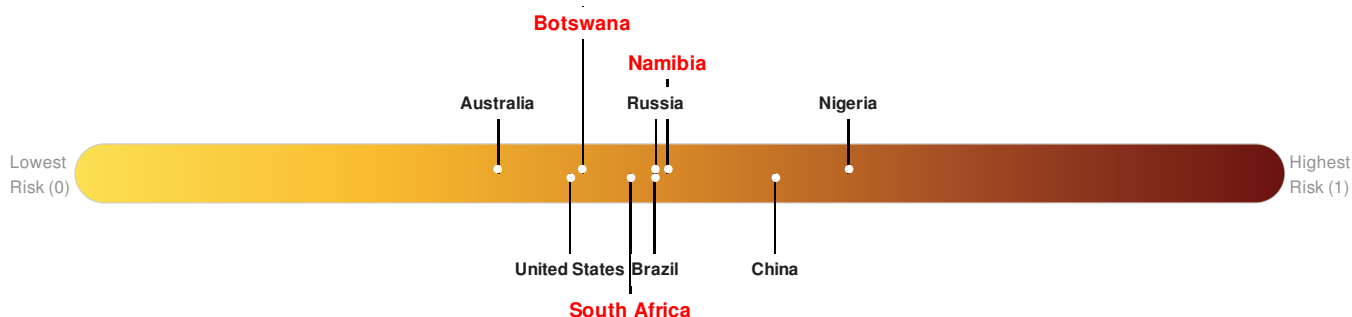 Botswana
Namibia
Australia
Russia
Nigeria
Lowest
Risk (0)
Highest
Risk (1)
United States
Brazil
China
South Africa